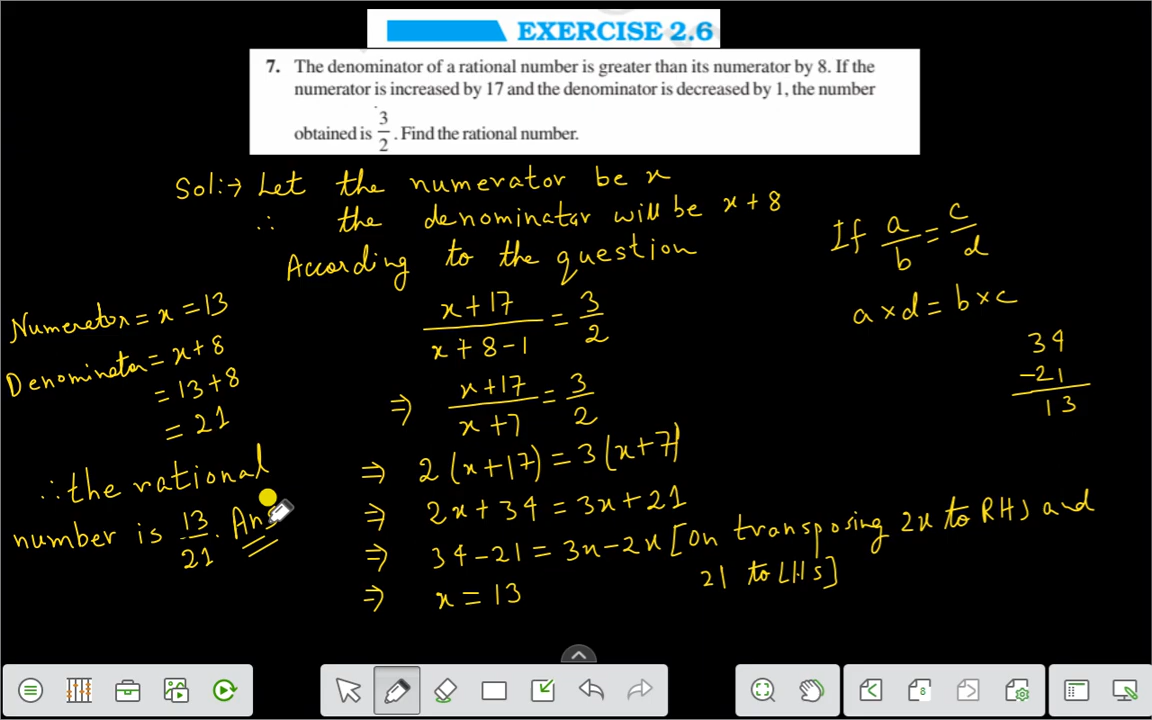 EXERCISE 2.6
7. The denominator of a rational number is greater than its numerator by 8. If the
numerator is increased by 17 and the denominator is decreased by 1, the number
obtained is 3/2. Find the rational number.
Sol:→ Let the numerator be x
∴ the denominator will be x + 8
According to the question
(x + 17)/(x + 8 - 1) = 3/2
⇒ (x+17)/(x+7) = 3/2
⇒ 2(x+17) = 3(x+7)
⇒ 2x + 34 = 3x + 21
⇒ 34 - 21 = 3x - 2x [On transposing 2x to RHS and
21 to LHS]
⇒ x = 13
Numerator = x = 13
Denominator = x + 8
= 13 + 8
= 21
∴ the rational
number is 13/21. Ans
If a/b = c/d
a × d = b × c
34
-21
13
8